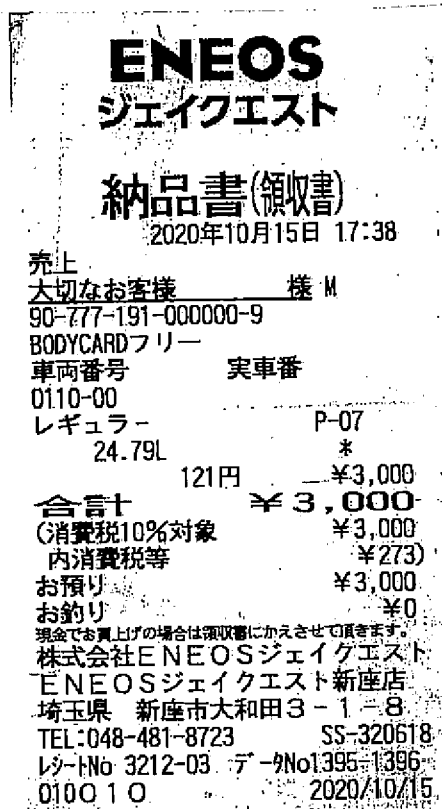 ENEOS
ジェイクエスト
納品書(領収書)
2020年10月15日 17:38
売上
大切なお客様 様 M
90-777-191-000000-9
BODYCARDフリー
車両番号 実車番
0110-00
レギュラー P-07
24.79L *
121円 ¥3,000
合計 ¥3,000
(消費税10%対象 ¥3,000
内消費税等 ¥273)
お預り ¥3,000
お釣り ¥0
現金でお買上げの場合は領収書にかえさせて頂きます。
株式会社ENEOSジェイクエスト
ENEOSジェイクエスト新座店
埼玉県 新座市大和田3-1-8
TEL:048-481-8723 SS-320618
レシートNo 3212-03 データNo1395-1396
010010 2020/10/15